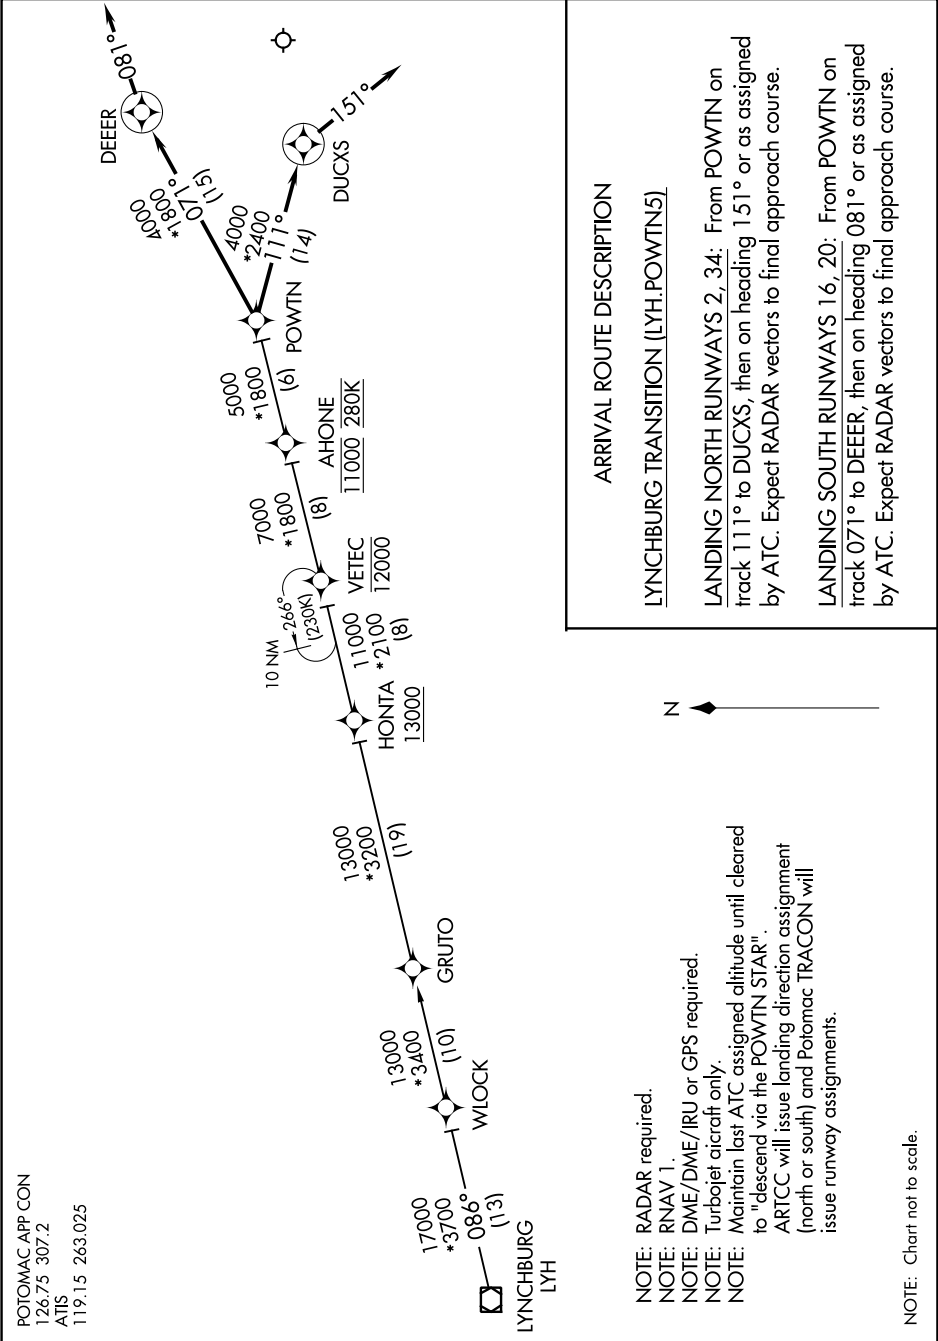 POTOMAC APP CON
126.75 307.2
ATIS
119.15 263.025
LYNCHBURG
LYH
17000
*3700
086°
(13)
WLOCK
13000
*3400
(10)
GRUTO
13000
*3200
(19)
HONTA
13000
11000
*2100
(8)
10 NM
266°
(230K)
VETEC
12000
7000
*1800
(8)
AHONE
11000 280K
5000
*1800
(6)
POWTN
4000
*1800
071°
(15)
DEEER
081°
4000
*2400
111°
(14)
DUCXS
151°
N
NOTE: RADAR required.
NOTE: RNAV 1.
NOTE: DME/DME/IRU or GPS required.
NOTE: Turbojet aicraft only.
NOTE: Maintain last ATC assigned altitude until cleared
to "descend via the POWTN STAR".
ARTCC will issue landing direction assignment
(north or south) and Potomac TRACON will
issue runway assignments.
NOTE: Chart not to scale.
ARRIVAL ROUTE DESCRIPTION
LYNCHBURG TRANSITION (LYH.POWTN5)
LANDING NORTH RUNWAYS 2, 34: From POWTN on
track 111° to DUCXS, then on heading 151° or as assigned
by ATC. Expect RADAR vectors to final approach course.
LANDING SOUTH RUNWAYS 16, 20: From POWTN on
track 071° to DEEER, then on heading 081° or as assigned
by ATC. Expect RADAR vectors to final approach course.